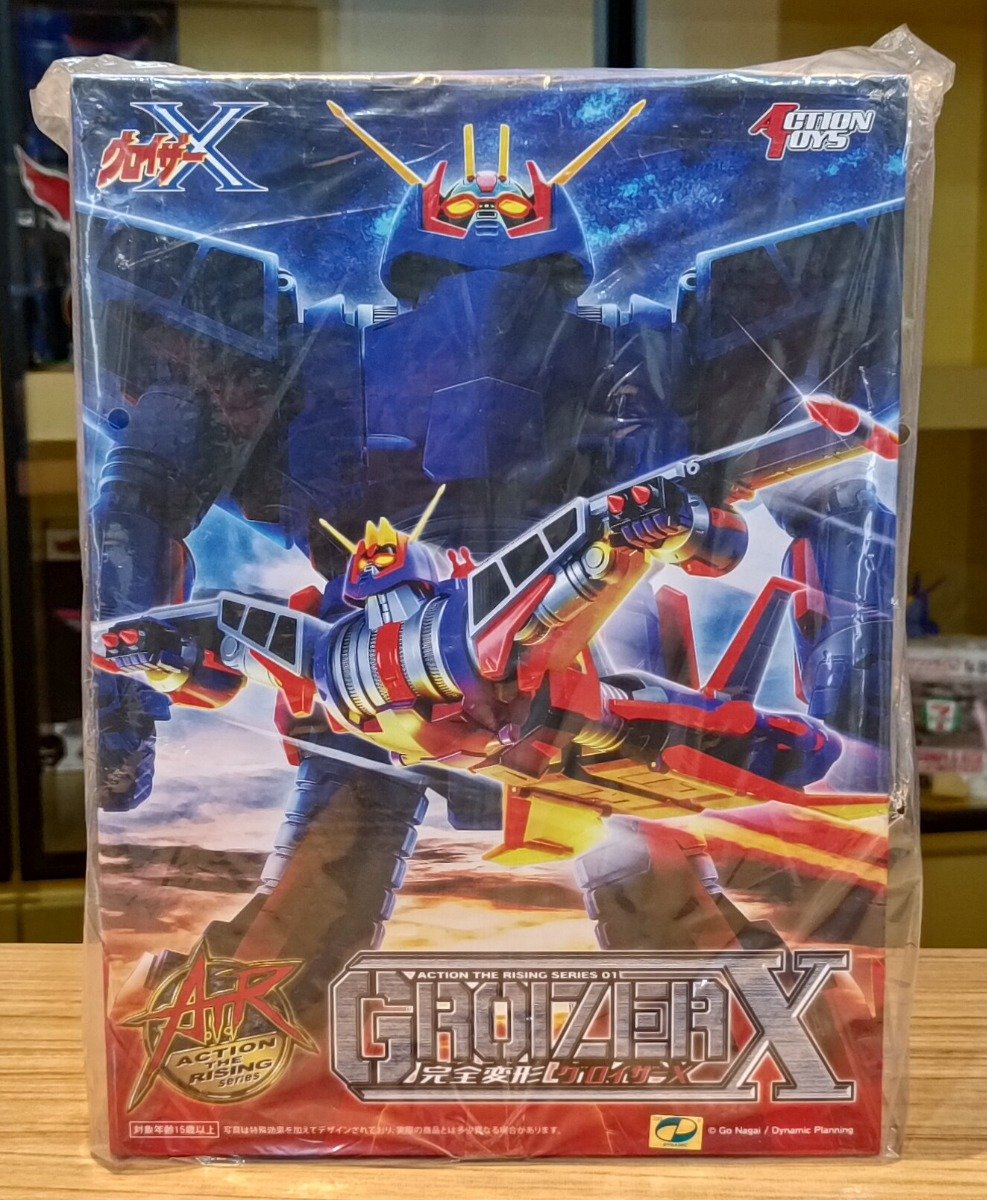 グロイザーX
ACTION TOYS
6
ACTION THE RISING SERIES 01
GROIZER X
完全変形 グロイザーX
AtR
ACTION
THE
RISING
series
対象年齢15歳以上 写真は特殊効果を加えてデザインされており、実際の商品とは多少異なる場合があります。
DYNAMIC
© Go Nagai / Dynamic Planning
7